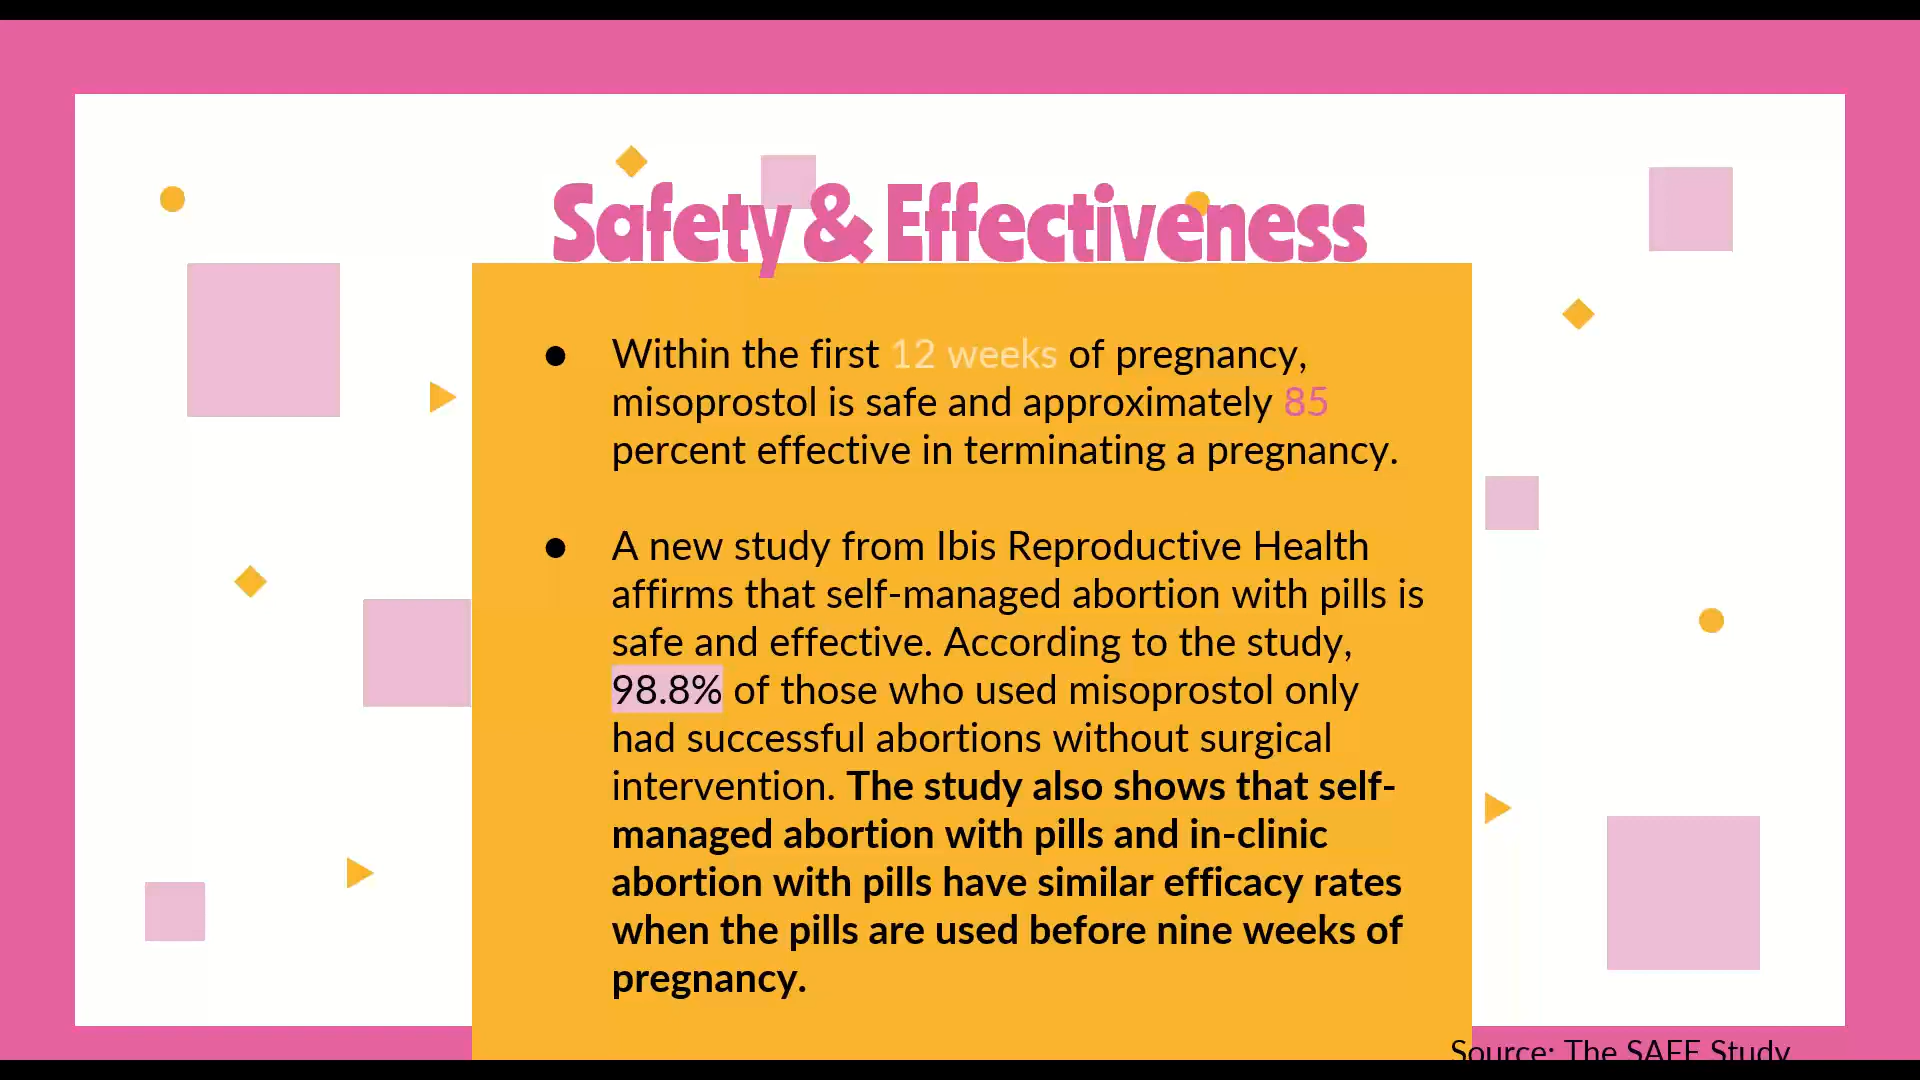 Safety & Effectiveness
● Within the first 12 weeks of pregnancy,
misoprostol is safe and approximately 85
percent effective in terminating a pregnancy.
● A new study from Ibis Reproductive Health
affirms that self-managed abortion with pills is
safe and effective. According to the study,
98.8% of those who used misoprostol only
had successful abortions without surgical
intervention. The study also shows that self-
managed abortion with pills and in-clinic
abortion with pills have similar efficacy rates
when the pills are used before nine weeks of
pregnancy.
Source: The SAFE Study